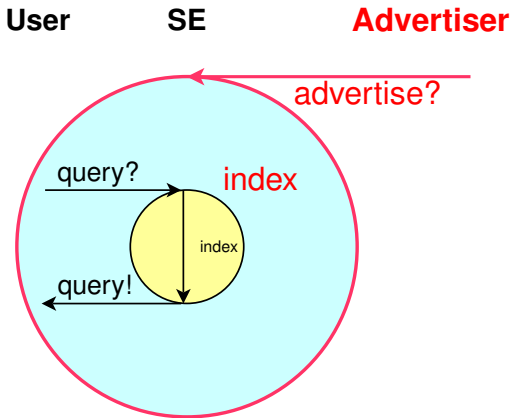 User SE Advertiser
advertise?
query? index
index
query!